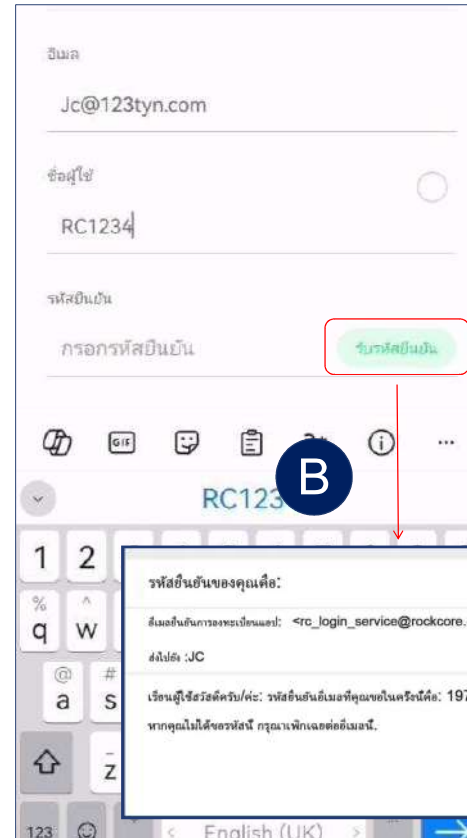 อีเมล
Jc@123tyn.com
ชื่อผู้ใช้
RC1234
รหัสยืนยัน
กรอกรหัสยืนยัน
รับรหัสยืนยัน
GIF
RC123
B
1 2
% ^
q w
@ #
a s
z
123
English (UK)
รหัสยืนยันของคุณคือ:
อีเมลยืนยันการลงทะเบียนแอป: <rc_login_service@rockcore.
ส่งไปยัง :JC
เรียนผู้ใช้สวัสดีครับ/ค่ะ: รหัสยืนยันอีเมลที่คุณขอในครั้งนี้คือ: 197
หากคุณไม่ได้ขอรหัสนี้ กรุณาเพิกเฉยต่ออีเมลนี้.